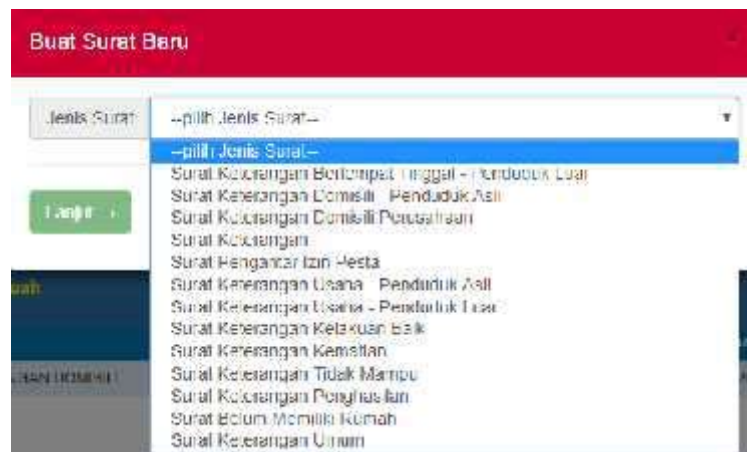 Buat Surat Baru
Jenis Surat
--pilih Jenis Surat--
--pilih Jenis Surat--
Surat Keterangan Bertempat Tinggal - Penduduk Luar
Surat Keterangan Domisili - Penduduk Asli
Surat Keterangan Domisili Perusahaan
Surat Keterangan
Surat Pengantar Izin Pesta
Surat Keterangan Usaha - Penduduk Asli
Surat Keterangan Usaha - Penduduk Luar
Surat Keterangan Kelakuan Baik
Surat Keterangan Kematian
Surat Keterangan Tidak Mampu
Surat Keterangan Penghasilan
Surat Belum Memiliki Rumah
Surat Keterangan Umum
Lanjut